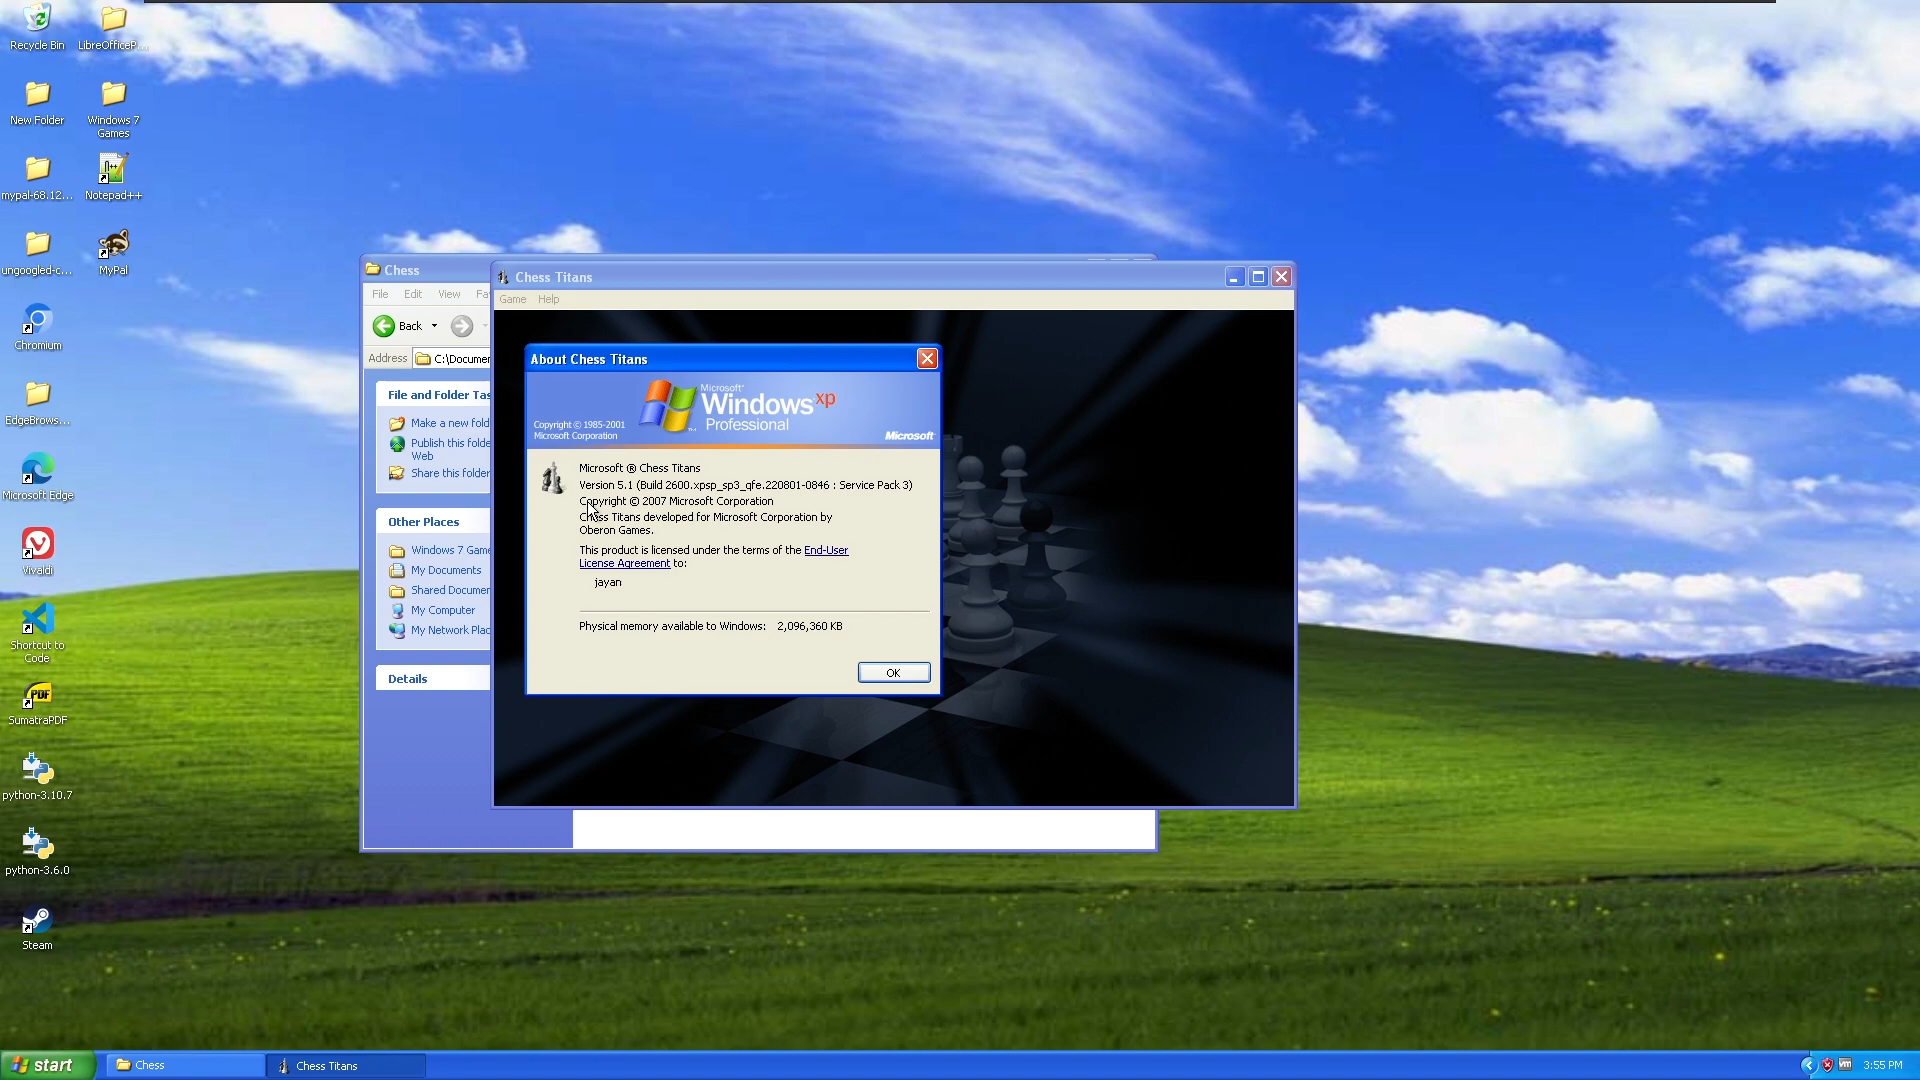 Recycle Bin
LibreOfficeP...
New Folder
Windows 7
Games
mypal-68.12...
Notepad++
ungoogled-c...
MyPal
Chromium
EdgeBrows...
Microsoft Edge
Vivaldi
Shortcut to
Code
PDF
SumatraPDF
python-3.10.7
python-3.6.0
Steam
Chess
File Edit View Fa
Back
Address C:\Documen
File and Folder Tas
Make a new fold
Publish this folde
Web
Share this folder
Other Places
Windows 7 Game
My Documents
Shared Documer
My Computer
My Network Plac
Details
Chess Titans
Game Help
About Chess Titans
Microsoft®
Windows xp
Professional
Copyright © 1985-2001
Microsoft Corporation
Microsoft
Microsoft ® Chess Titans
Version 5.1 (Build 2600.xpsp_sp3_qfe.220801-0846 : Service Pack 3)
Copyright © 2007 Microsoft Corporation
Chess Titans developed for Microsoft Corporation by
Oberon Games.
This product is licensed under the terms of the End-User
License Agreement to:
jayan
Physical memory available to Windows: 2,096,360 KB
OK
start
Chess
Chess Titans
vm
3:55 PM